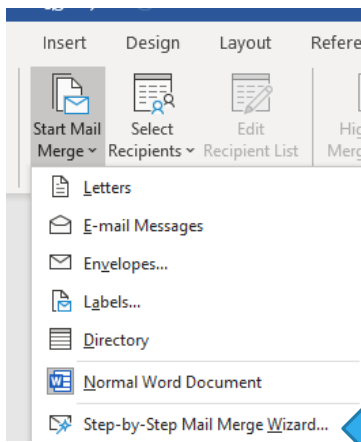 Insert Design Layout
Start Mail Select Edit
Merge Recipients Recipient List
Letters
E-mail Messages
Envelopes...
Labels...
Directory
Normal Word Document
Step-by-Step Mail Merge Wizard...